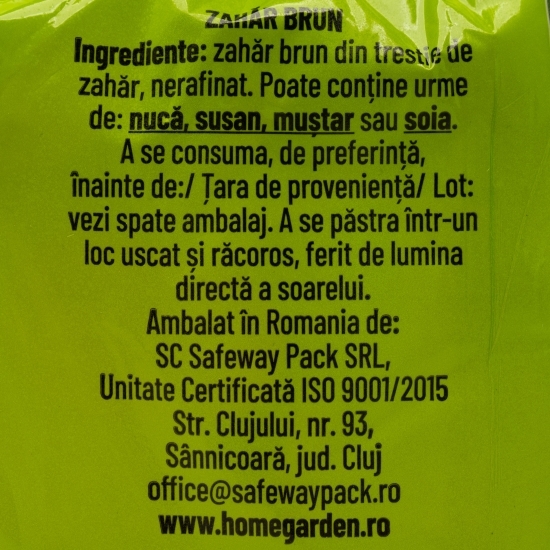 ZAHĂR BRUN
Ingrediente: zahăr brun din trestie de
zahăr, nerafinat. Poate conține urme
de: nucă, susan, muștar sau soia.
A se consuma, de preferință,
înainte de:/ Țara de proveniență/ Lot:
vezi spate ambalaj. A se păstra într-un
loc uscat și răcoros, ferit de lumina
directă a soarelui.
Ambalat în Romania de:
SC Safeway Pack SRL,
Unitate Certificată ISO 9001/2015
Str. Clujului, nr. 93,
Sânnicoară, jud. Cluj
office@safewaypack.ro
www.homegarden.ro